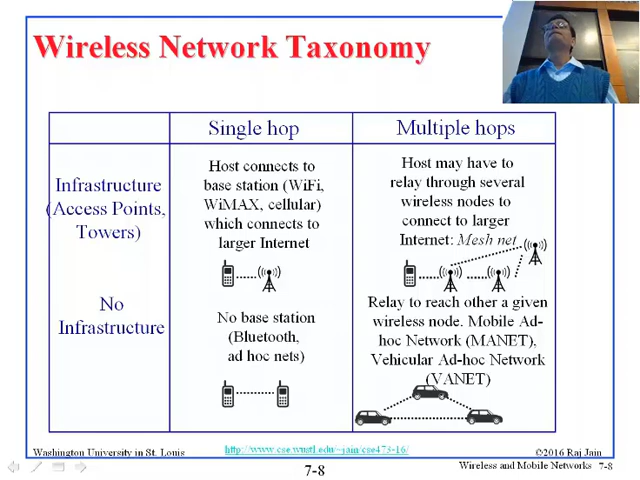 Wireless Network Taxonomy
Single hop
Multiple hops
Infrastructure
(Access Points,
Towers)
Host connects to
base station (WiFi,
WiMAX, cellular)
which connects to
larger Internet
Host may have to
relay through several
wireless nodes to
connect to larger
Internet: Mesh net
No
Infrastructure
No base station
(Bluetooth,
ad hoc nets)
Relay to reach other a given
wireless node. Mobile Ad-
hoc Network (MANET),
Vehicular Ad-hoc Network
(VANET)
Washington University in St. Louis
http://www.cse.wustl.edu/~jain/cse473-16/
©2016 Raj Jain
7-8
Wireless and Mobile Networks 7-8